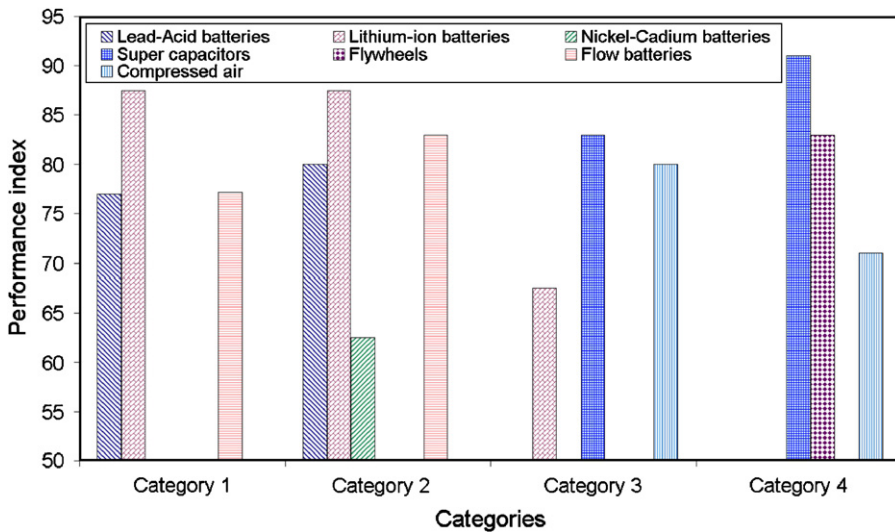 95
90
85
80
75
70
65
60
55
50
Performance index
Lead-Acid batteries Lithium-ion batteries Nickel-Cadium batteries
Super capacitors Flywheels Flow batteries
Compressed air
Category 1 Category 2 Category 3 Category 4
Categories